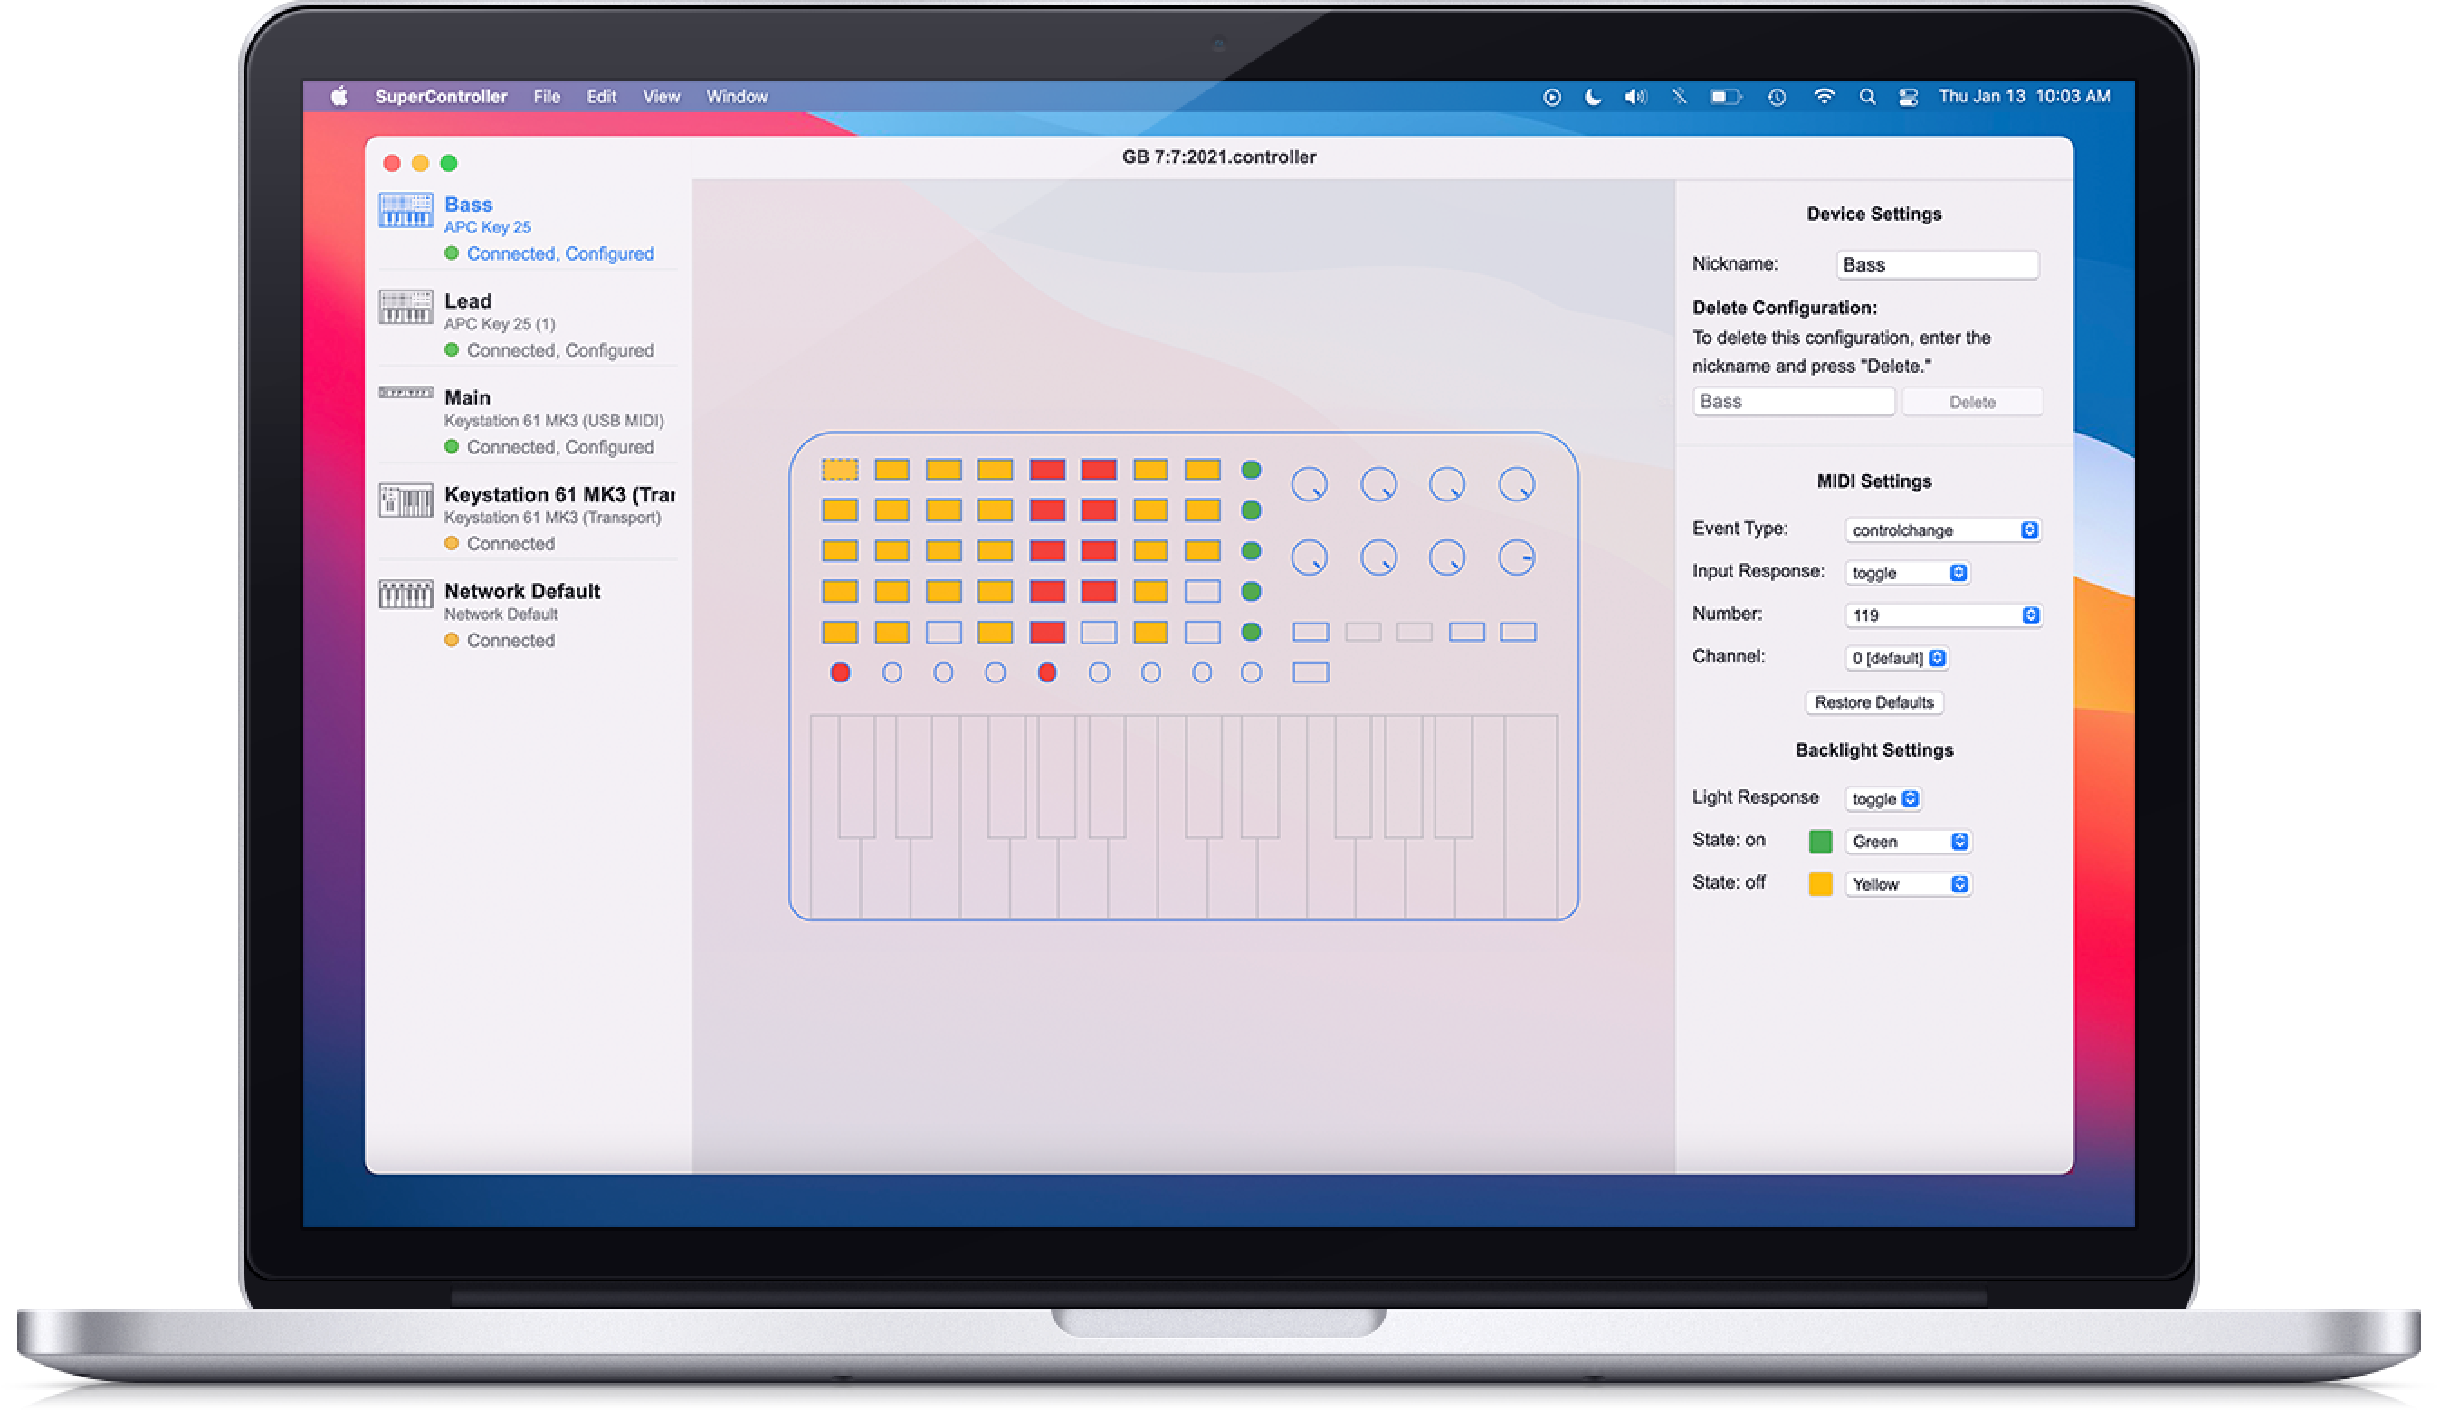 SuperController File Edit View Window Thu Jan 13 10:03 AM
GB 7:7:2021.controller
Bass
APC Key 25
Connected, Configured
Lead
APC Key 25 (1)
Connected, Configured
Main
Keystation 61 MK3 (USB MIDI)
Connected, Configured
Keystation 61 MK3 (Trar
Keystation 61 MK3 (Transport)
Connected
Network Default
Network Default
Connected
Device Settings
Nickname: Bass
Delete Configuration:
To delete this configuration, enter the
nickname and press "Delete."
Bass Delete
MIDI Settings
Event Type: controlchange
Input Response: toggle
Number: 119
Channel: 0 [default]
Restore Defaults
Backlight Settings
Light Response toggle
State: on Green
State: off Yellow